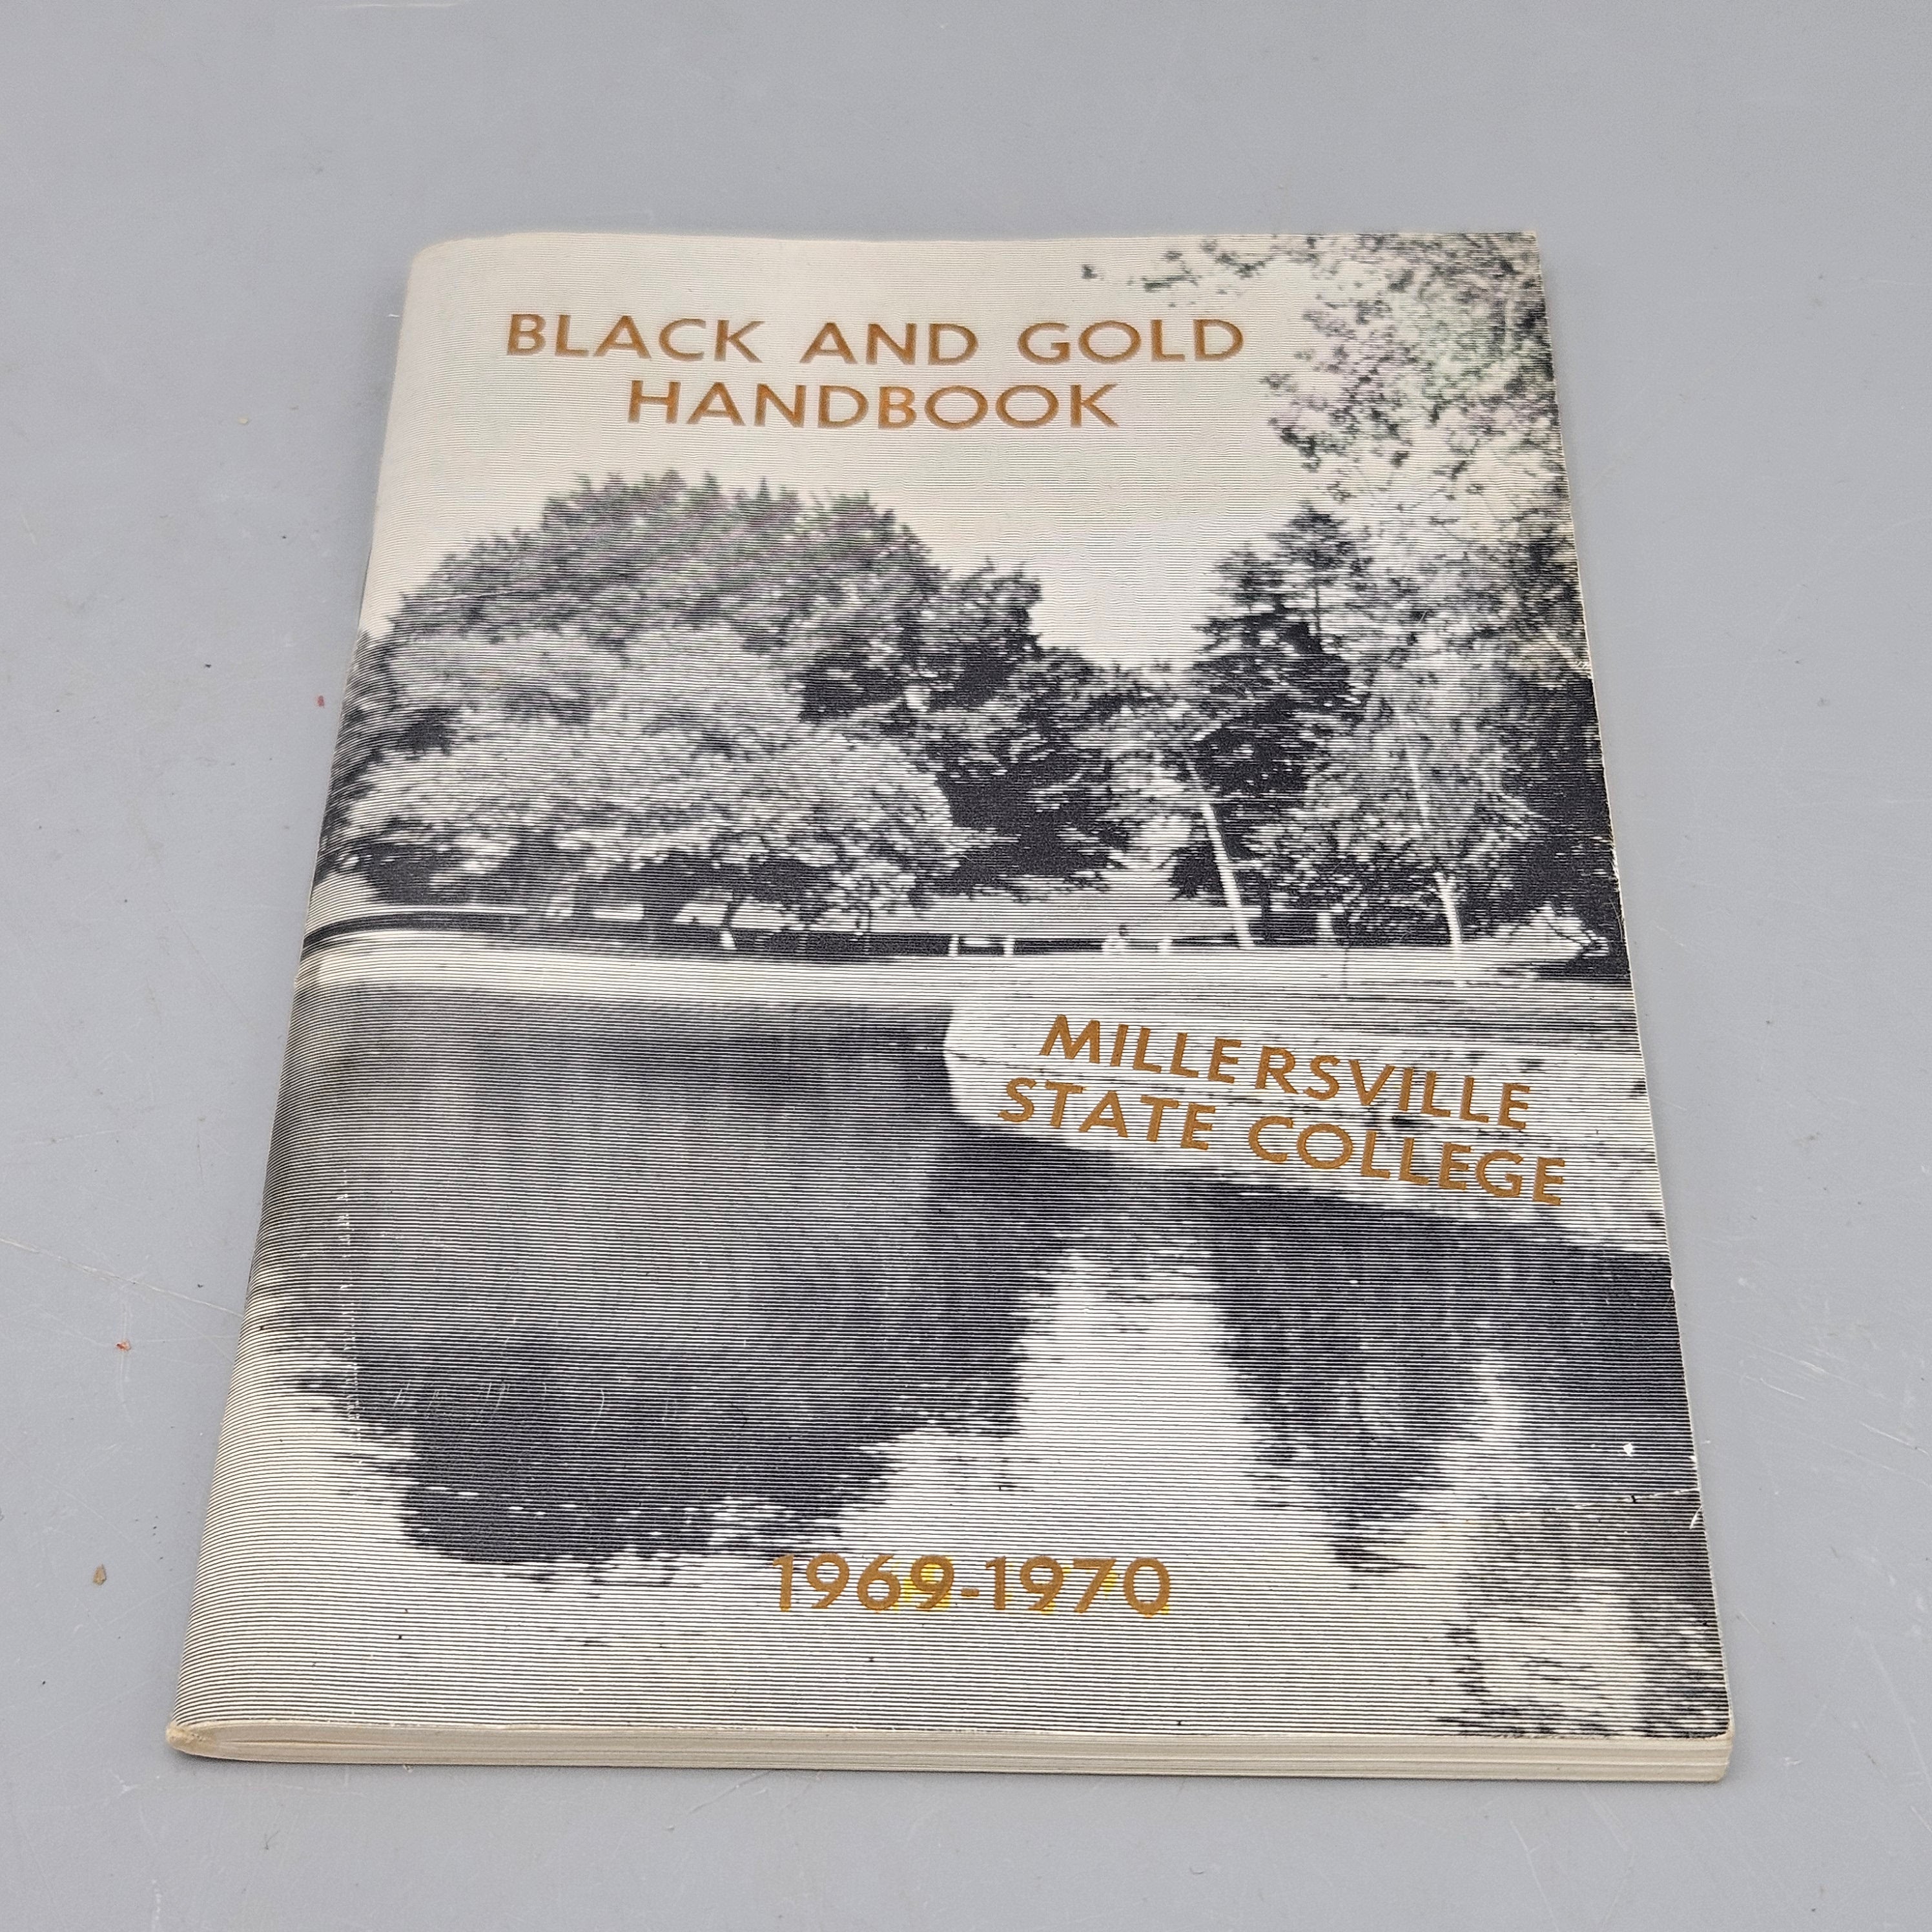 BLACK AND GOLD
HANDBOOK
MILLERSVILLE
STATE COLLEGE
1969-1970